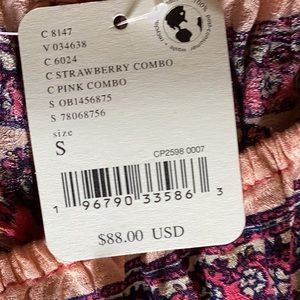 C 8147
V 034638
C 6024
C STRAWBERRY COMBO
C PINK COMBO
S OB1456875
S 78068756
size
S
CP2598 0007
1 96790 33586 3
$88.00 USD